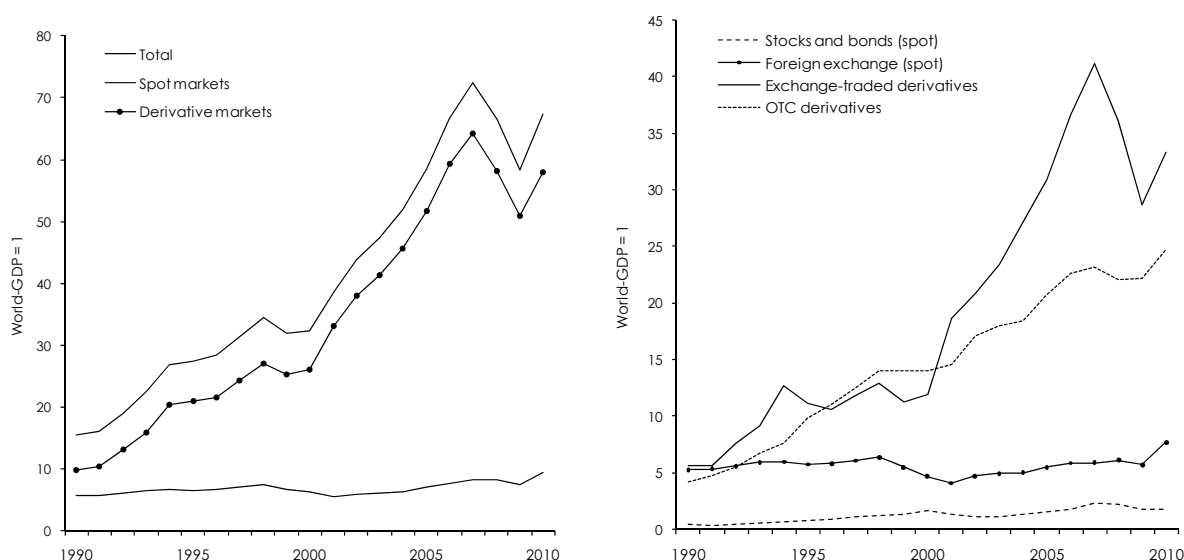 80
70
60
50
40
30
20
10
0
World-GDP = 1
Total
Spot markets
Derivative markets
1990 1995 2000 2005 2010
45
40
35
30
25
20
15
10
5
0
World-GDP = 1
Stocks and bonds (spot)
Foreign exchange (spot)
Exchange-traded derivatives
OTC derivatives
1990 1995 2000 2005 2010